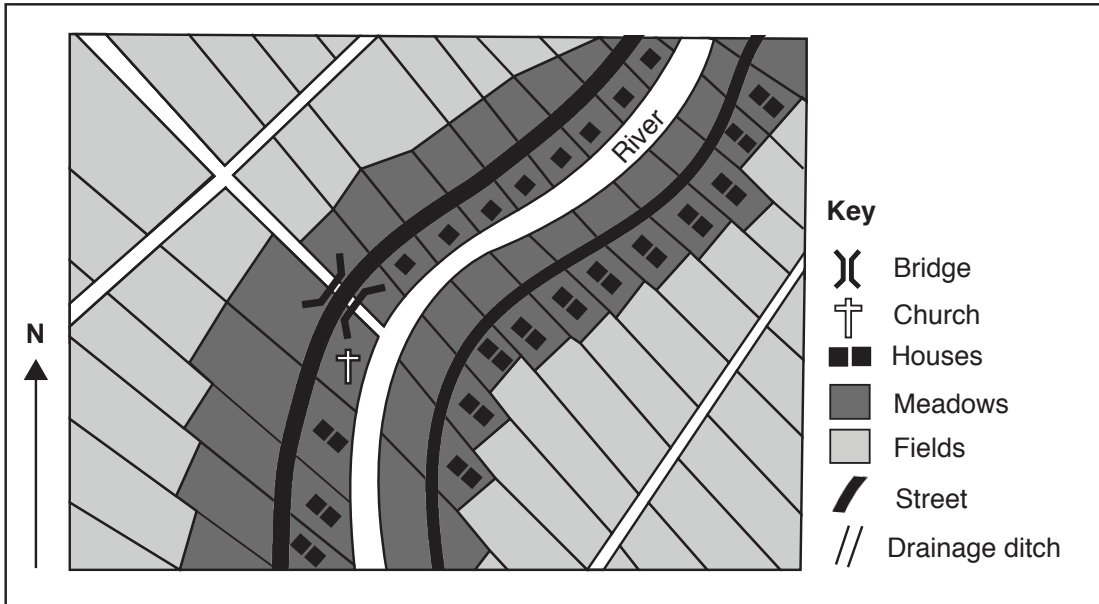 River
N
Key
Bridge
Church
Houses
Meadows
Fields
Street
Drainage ditch